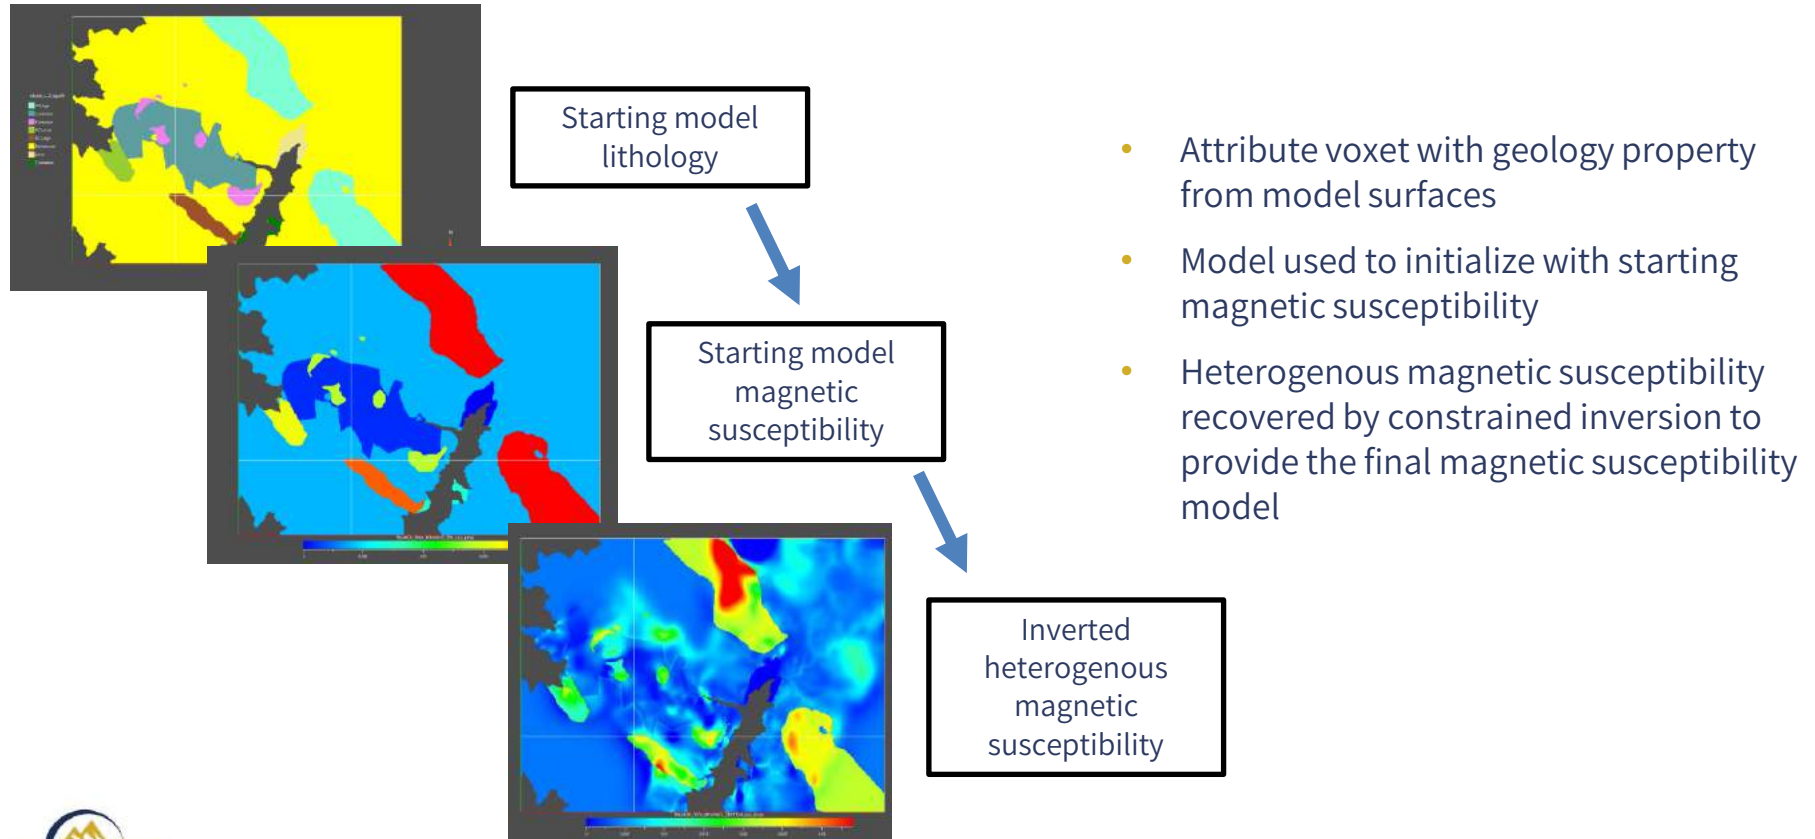 Starting model
lithology
Starting model
magnetic
susceptibility
Inverted
heterogenous
magnetic
susceptibility
• Attribute voxet with geology property
from model surfaces
• Model used to initialize with starting
magnetic susceptibility
• Heterogenous magnetic susceptibility
recovered by constrained inversion to
provide the final magnetic susceptibility
model